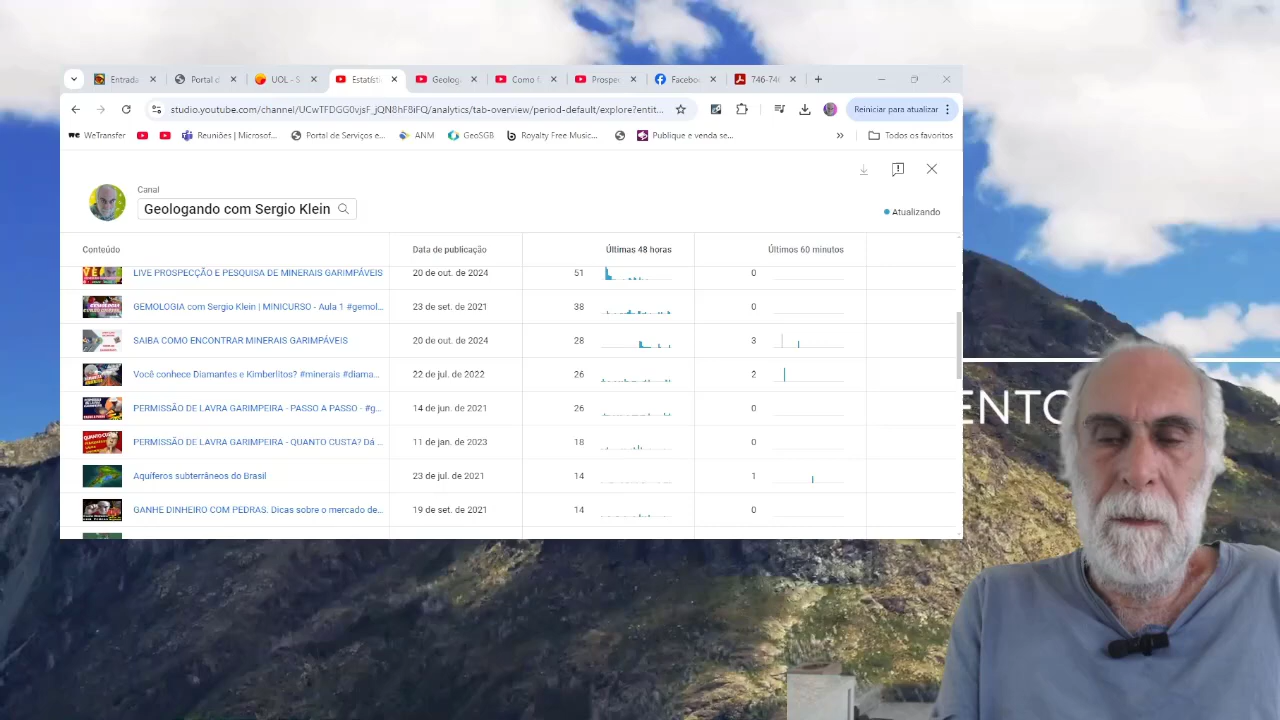 Entrada
Portal d
UOL - S
Estatísti
Geolog
Como f
Prospe
Facebo
746-74
studio.youtube.com/channel/UCwTFDGG0vjsF_jQN8hF8iFQ/analytics/tab-overview/period-default/explore?entit...
Reiniciar para atualizar
WeTransfer
Reuniões | Microsof...
Portal de Serviços e...
ANM
GeoSGB
Royalty Free Music...
Publique e venda se...
Todos os favoritos
Canal
Geologando com Sergio Klein
Atualizando
Conteúdo Data de publicação Últimas 48 horas Últimos 60 minutos
LIVE PROSPECÇÃO E PESQUISA DE MINERAIS GARIMPÁVEIS 20 de out. de 2024 51 0
GEMOLOGIA com Sergio Klein | MINICURSO - Aula 1 #gemol... 23 de set. de 2021 38 0
SAIBA COMO ENCONTRAR MINERAIS GARIMPÁVEIS 20 de out. de 2024 28 3
Você conhece Diamantes e Kimberlitos? #minerais #diama... 22 de jul. de 2022 26 2
PERMISSÃO DE LAVRA GARIMPEIRA - PASSO A PASSO - #g... 14 de jun. de 2021 26 0
PERMISSÃO DE LAVRA GARIMPEIRA - QUANTO CUSTA? Dá ... 11 de jan. de 2023 18 0
Aquíferos subterrâneos do Brasil 23 de jul. de 2021 14 1
GANHE DINHEIRO COM PEDRAS. Dicas sobre o mercado de... 19 de set. de 2021 14 0
ENTO